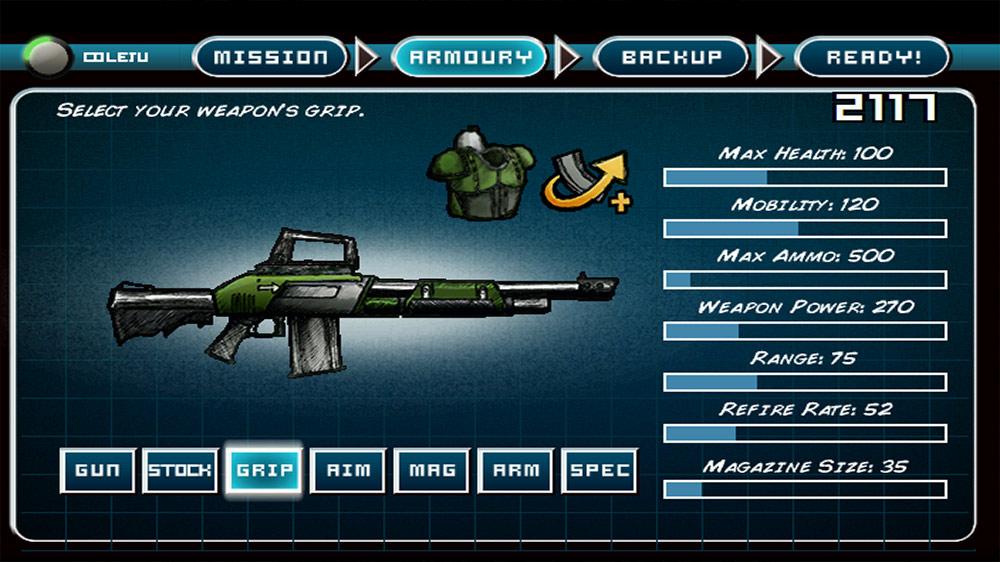 COLETU
MISSION
ARMOURY
BACKUP
READY!
SELECT YOUR WEAPON'S GRIP.
2117
MAX HEALTH: 100
MOBILITY: 120
MAX AMMO: 500
WEAPON POWER: 270
RANGE: 75
REFIRE RATE: 52
MAGAZINE SIZE: 35
GUN
STOCK
GRIP
AIM
MAG
ARM
SPEC